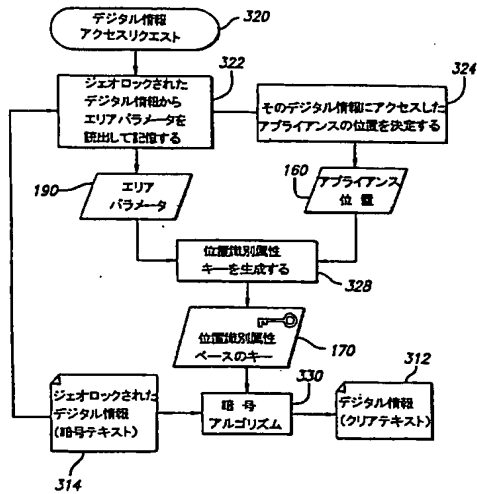 デジタル情報
アクセスリクエスト
320
322
ジェオロックされた
デジタル情報から
エリアパラメータを
読出して記憶する
324
そのデジタル情報にアクセスした
アプライアンスの位置を決定する
190
エリア
パラメータ
160
アプライアンス
位置
位置識別属性
キーを生成する
328
位置識別属性
ベースのキー
170
330
312
ジェオロックされた
デジタル情報
(暗号テキスト)
314
暗号
アルゴリズム
デジタル情報
(クリアテキスト)